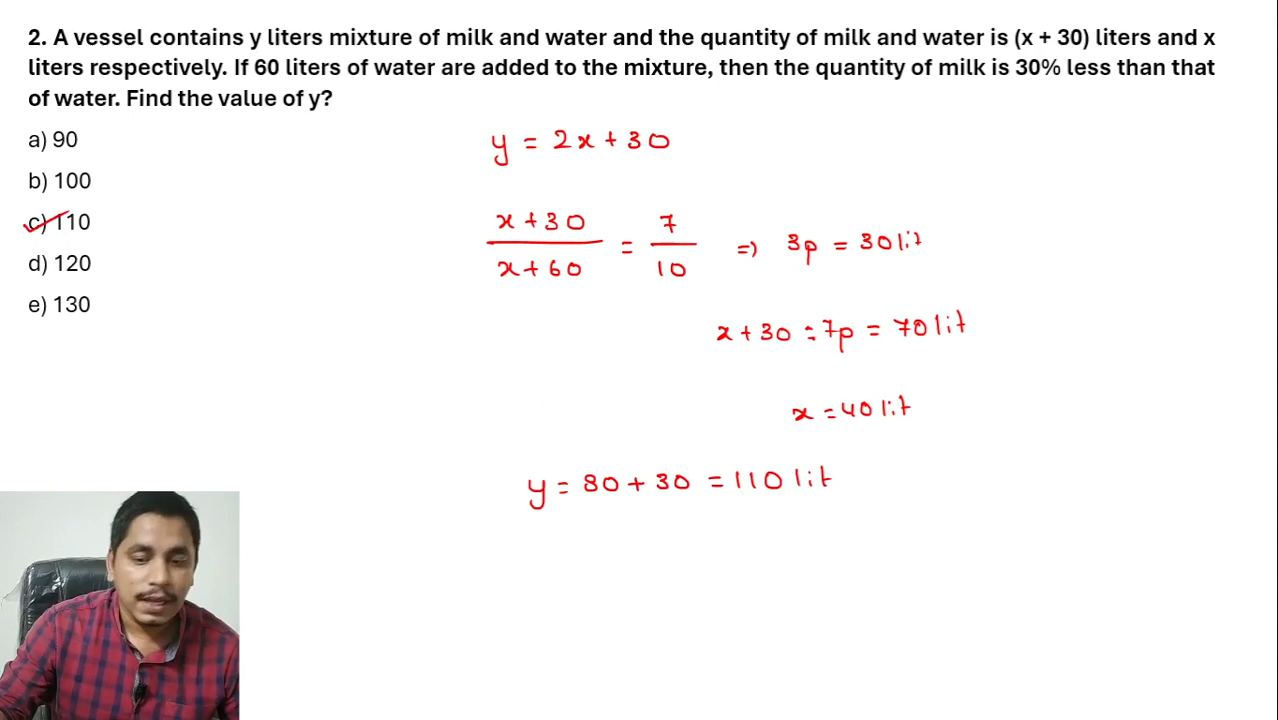 2. A vessel contains y liters mixture of milk and water and the quantity of milk and water is (x + 30) liters and x
liters respectively. If 60 liters of water are added to the mixture, then the quantity of milk is 30% less than that
of water. Find the value of y?
a) 90
b) 100
c) 110
d) 120
e) 130
y = 2x + 30
x + 30 / x + 60 = 7 / 10 => 3p = 30 lit
x + 30 = 7p = 70 lit
x = 40 lit
y = 80 + 30 = 110 lit